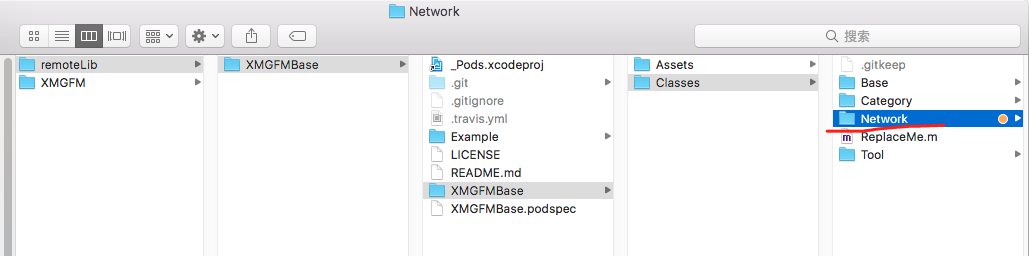 Network
搜索
remoteLib
XMGFM
XMGFMBase
_Pods.xcodeproj
.git
.gitignore
.travis.yml
Example
LICENSE
README.md
XMGFMBase
XMGFMBase.podspec
Assets
Classes
.gitkeep
Base
Category
Network
ReplaceMe.m
Tool